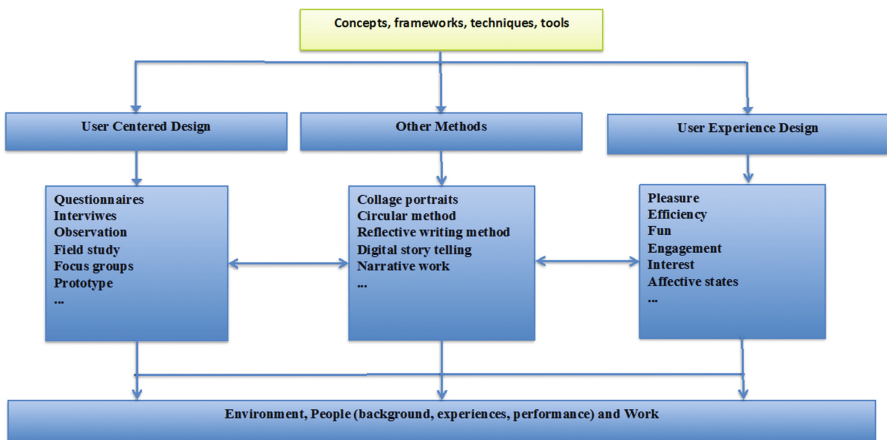 Concepts, frameworks, techniques, tools
User Centered Design
Other Methods
User Experience Design
Questionnaires
Interviwes
Observation
Field study
Focus groups
Prototype
...
Collage portraits
Circular method
Reflective writing method
Digital story telling
Narrative work
...
Pleasure
Efficiency
Fun
Engagement
Interest
Affective states
...
Environment, People (background, experiences, performance) and Work